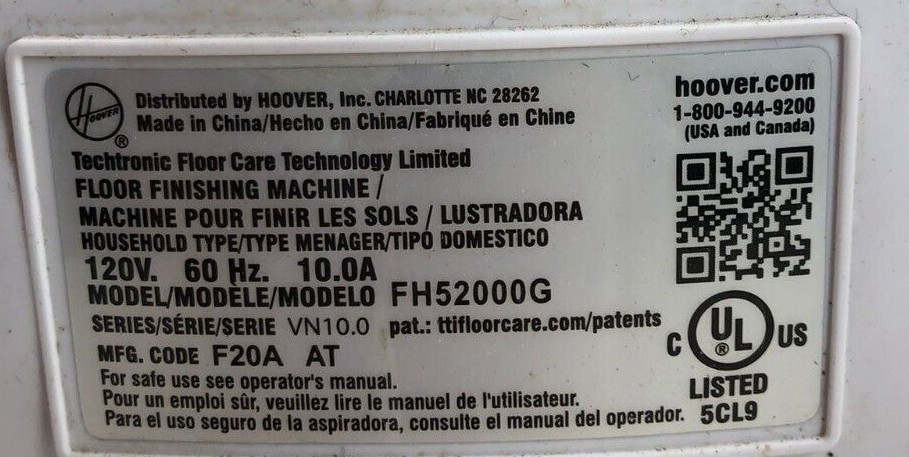 HOOVER
®
Distributed by HOOVER, Inc. CHARLOTTE NC 28262
Made in China/Hecho en China/Fabriqué en Chine
hoover.com
1-800-944-9200
(USA and Canada)
Techtronic Floor Care Technology Limited
FLOOR FINISHING MACHINE /
MACHINE POUR FINIR LES SOLS / LUSTRADORA
HOUSEHOLD TYPE/TYPE MENAGER/TIPO DOMESTICO
120V. 60 Hz. 10.0A
MODEL/MODÈLE/MODELO FH52000G
SERIES/SÉRIE/SERIE VN10.0 pat.: ttifloorcare.com/patents
MFG. CODE F20A AT
For safe use see operator's manual.
Pour un emploi sûr, veuillez lire le manuel de l'utilisateur.
Para el uso seguro de la aspiradora, consulte el manual del operador.
C UL ® US
LISTED
5CL9